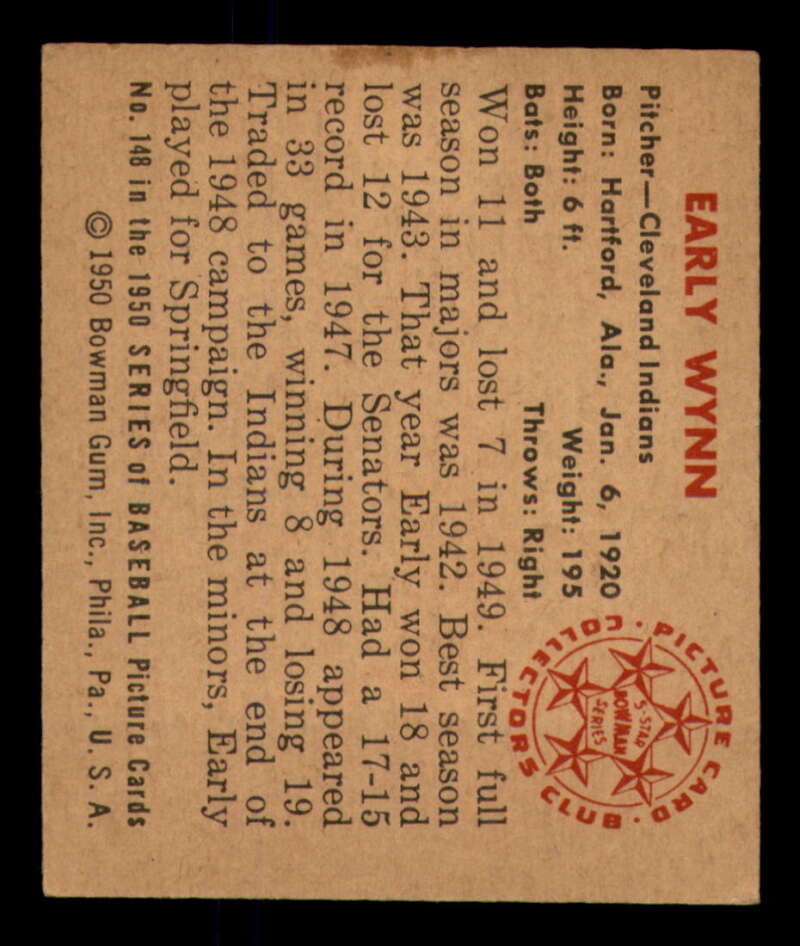 EARLY WYNN
Pitcher—Cleveland Indians
Born: Hartford, Ala., Jan. 6, 1920
Height: 6 ft. Weight: 195
Bats: Both Throws: Right
PICTURE CARD COLLECTORS CLUB
5-STAR
BOWMAN
SERIES
Won 11 and lost 7 in 1949. First full
season in majors was 1942. Best season
was 1943. That year Early won 18 and
lost 12 for the Senators. Had a 17-15
record in 1947. During 1948 appeared
in 33 games, winning 8 and losing 19.
Traded to the Indians at the end of
the 1948 campaign. In the minors, Early
played for Springfield.
No. 148 in the 1950 SERIES of BASEBALL Picture Cards
© 1950 Bowman Gum, Inc., Phila., Pa., U. S. A.